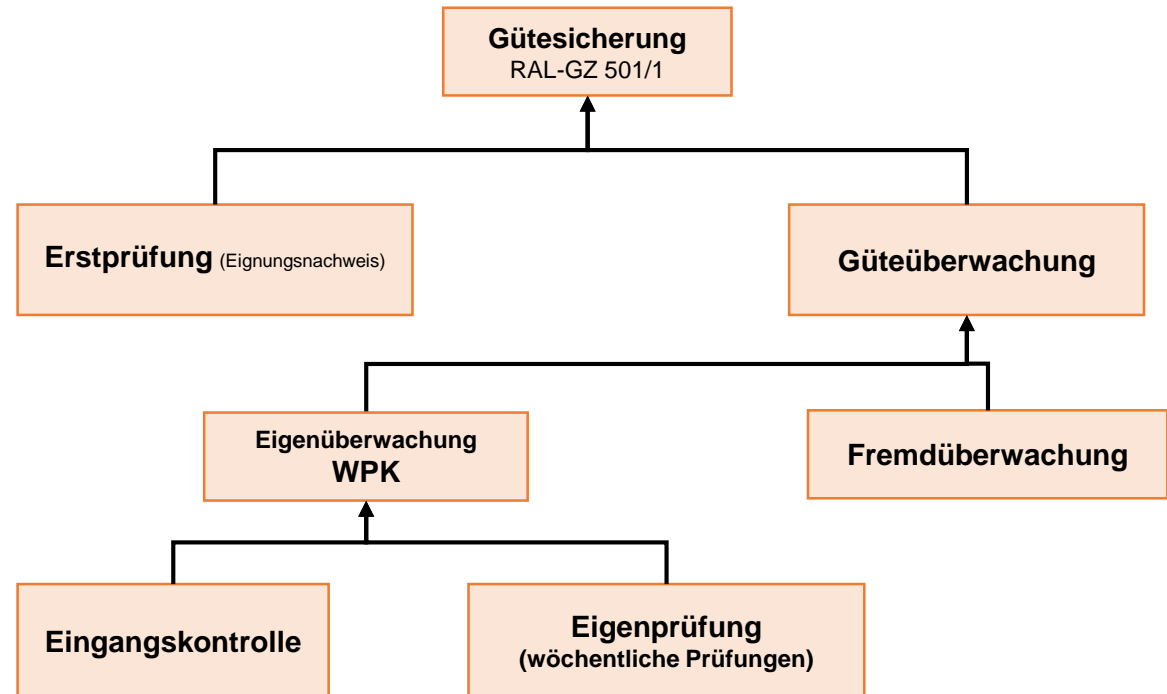 Gütesicherung
RAL-GZ 501/1
Erstprüfung (Eignungsnachweis)
Güteüberwachung
Eigenüberwachung
WPK
Fremdüberwachung
Eingangskontrolle
Eigenprüfung
(wöchentliche Prüfungen)